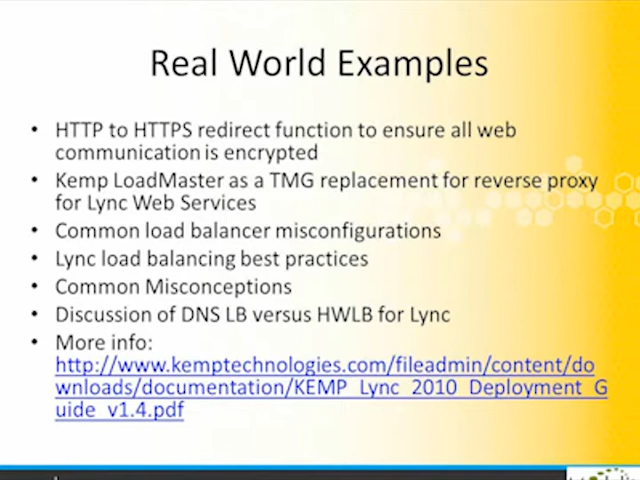 Real World Examples
• HTTP to HTTPS redirect function to ensure all web
communication is encrypted
• Kemp LoadMaster as a TMG replacement for reverse proxy
for Lync Web Services
• Common load balancer misconfigurations
• Lync load balancing best practices
• Common Misconceptions
• Discussion of DNS LB versus HWLB for Lync
• More info:
http://www.kemptechnologies.com/fileadmin/content/do
wnloads/documentation/KEMP_Lync_2010_Deployment_G
uide_v1.4.pdf